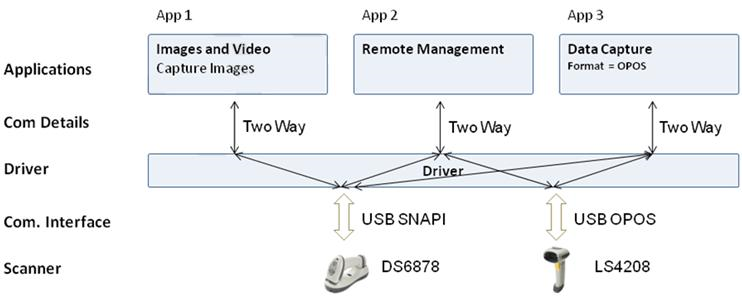 App 1
App 2
App 3
Images and Video
Capture Images
Remote Management
Data Capture
Format = OPOS
Applications
Com Details
Two Way
Two Way
Two Way
Driver
Driver
Com. Interface
USB SNAPI
USB OPOS
Scanner
DS6878
LS4208